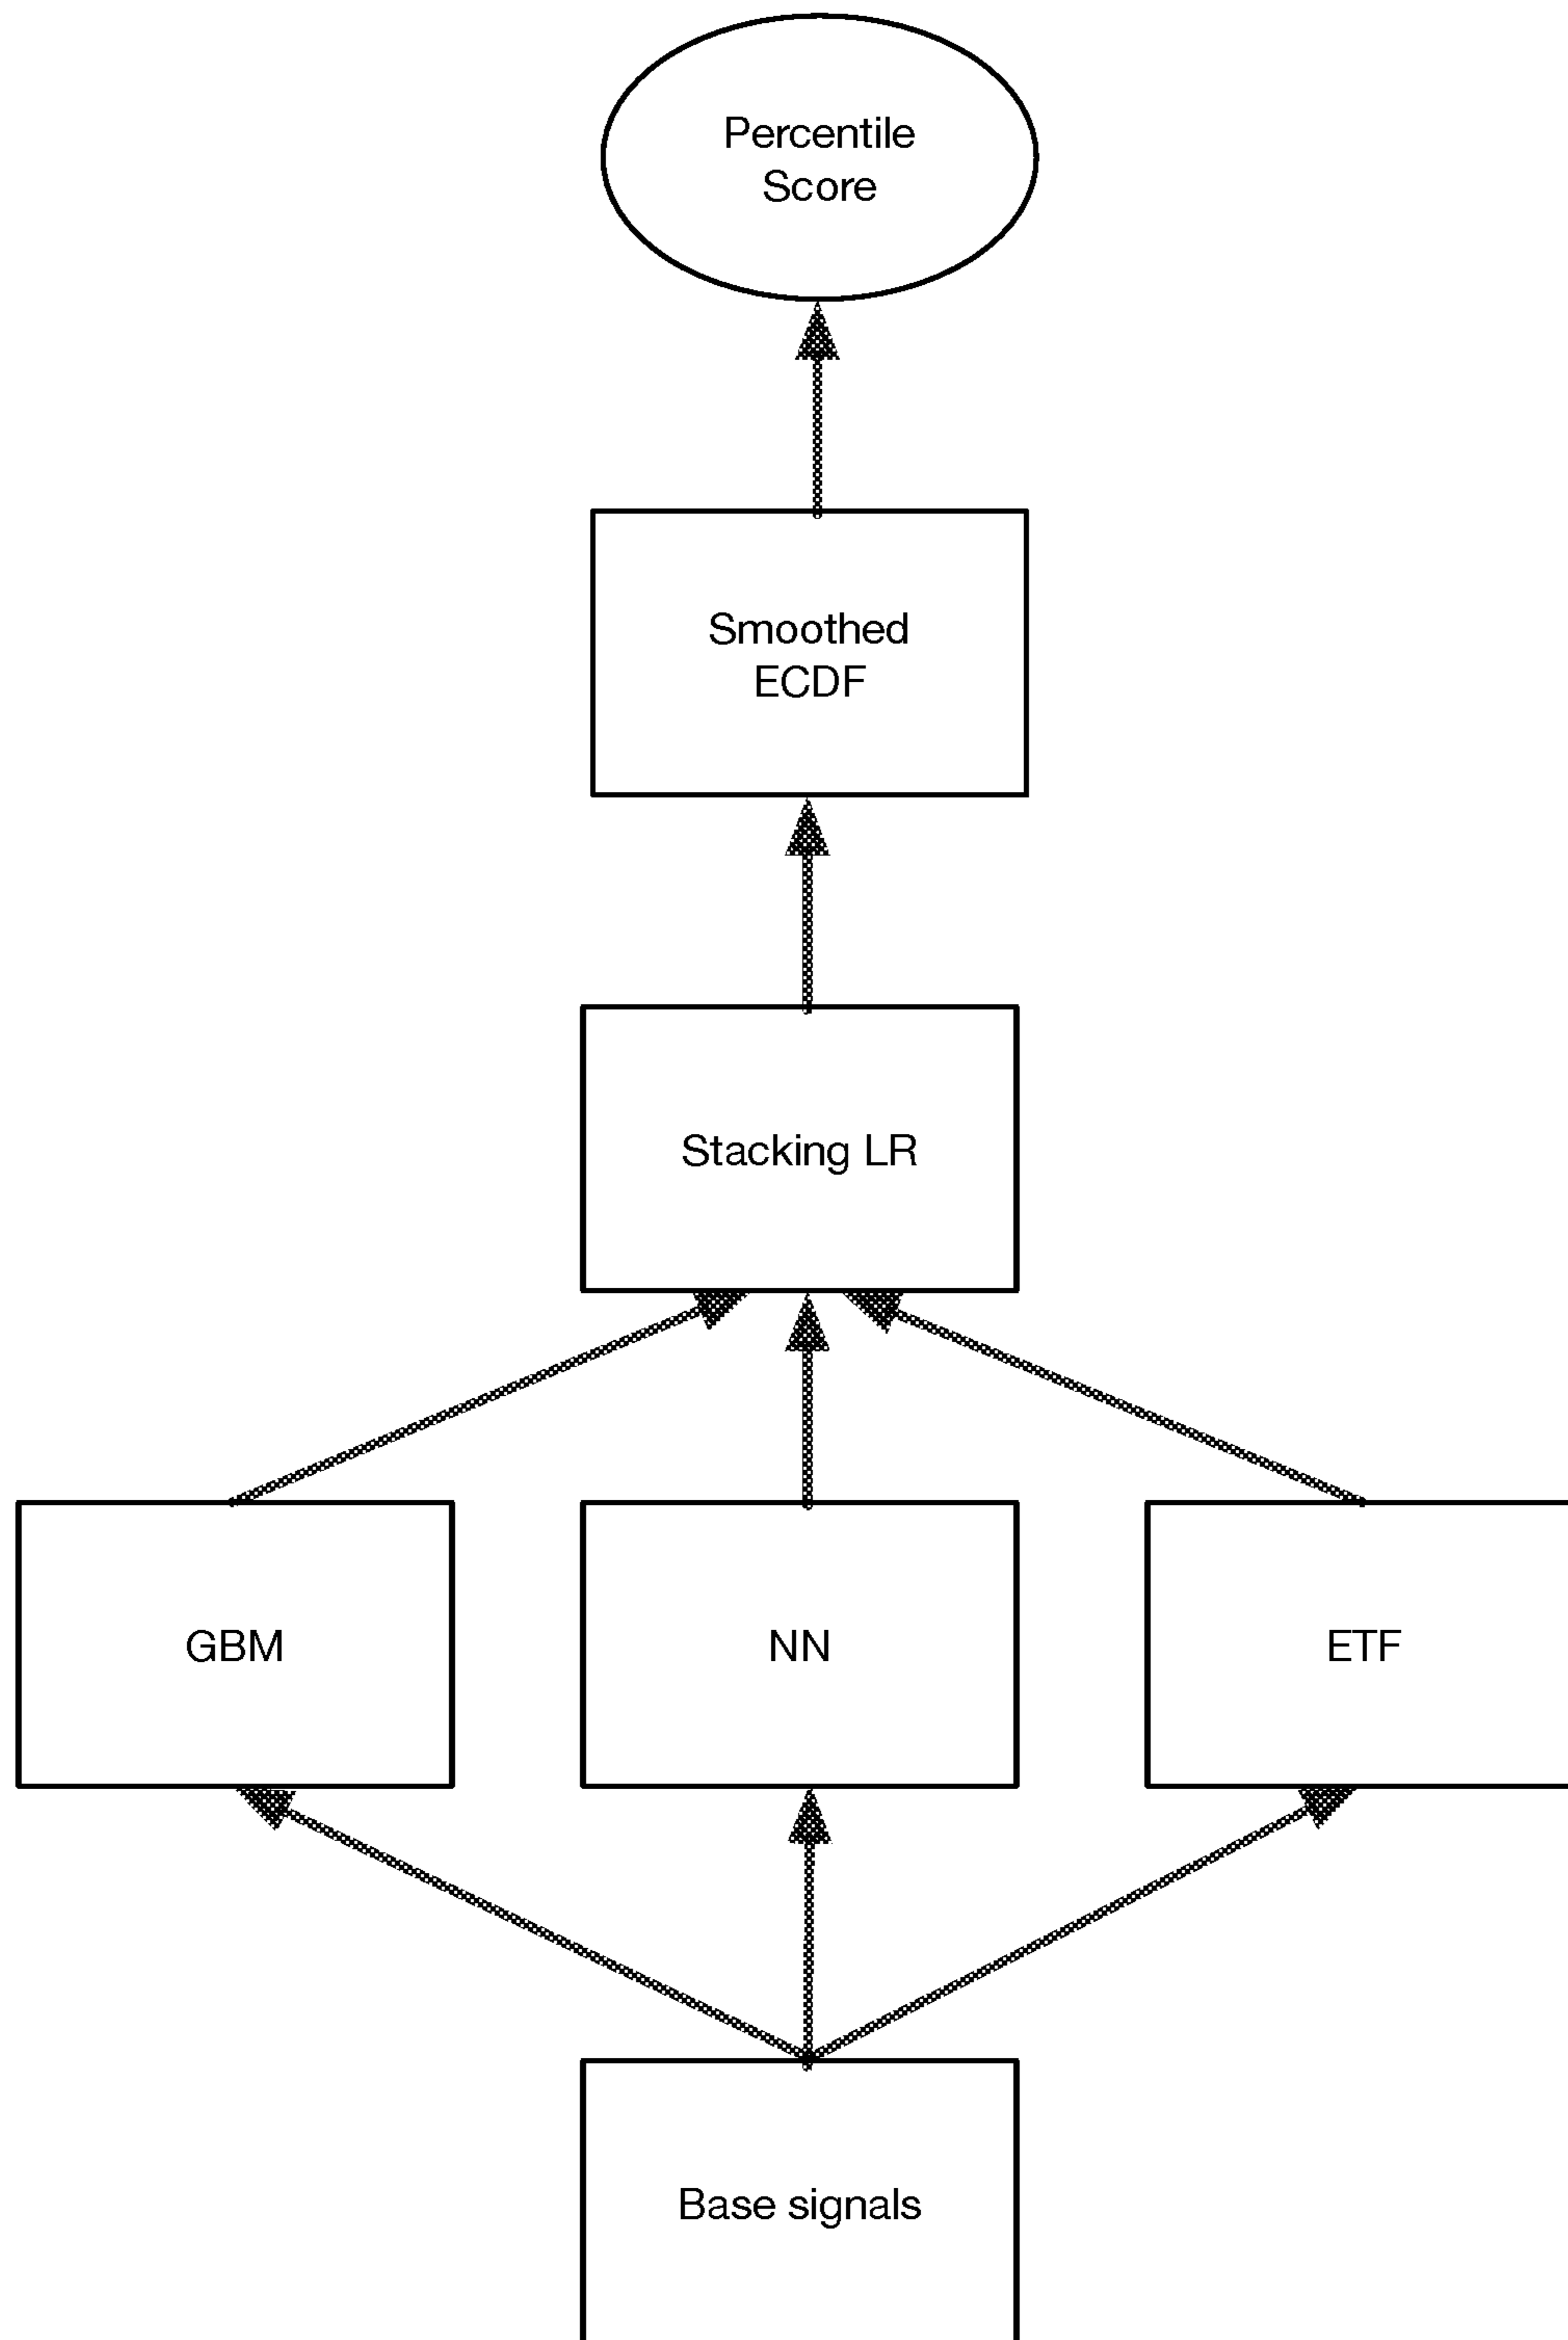 Percentile
Score
Smoothed
ECDF
Stacking LR
GBM
NN
ETF
Base signals